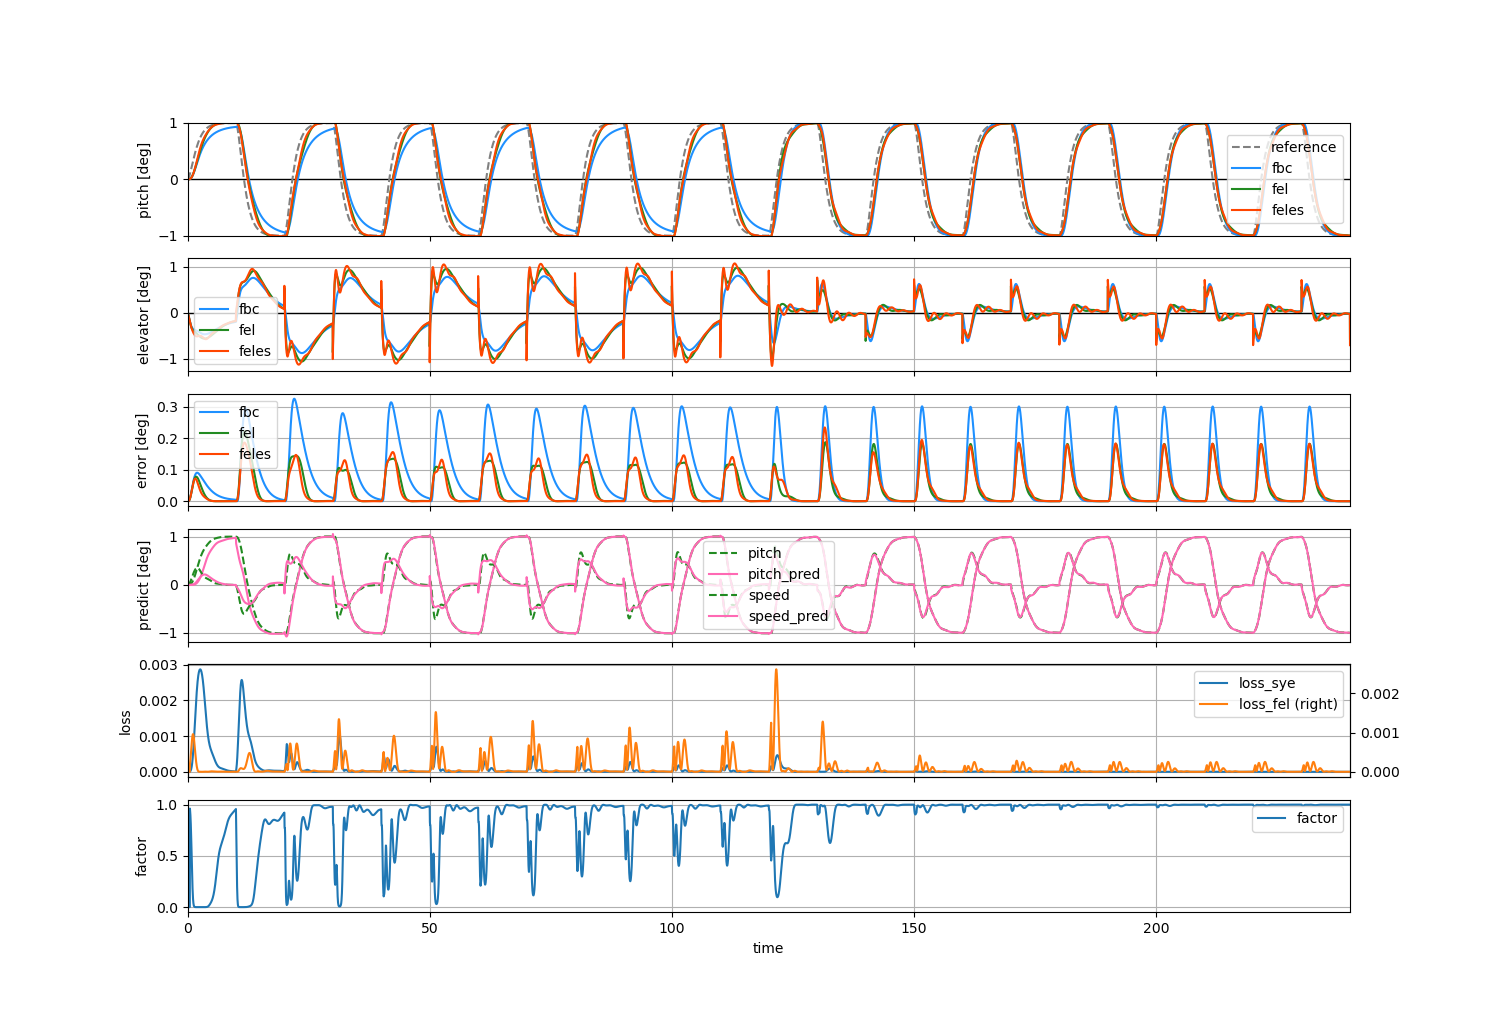 1
0
−1
pitch [deg]
reference
fbc
fel
feles
1
0
−1
elevator [deg]
fbc
fel
feles
0.3
0.2
0.1
0.0
error [deg]
fbc
fel
feles
1
0
−1
predict [deg]
pitch
pitch_pred
speed
speed_pred
0.003
0.002
0.001
0.000
loss
loss_sye
loss_fel (right)
0.002
0.001
0.000
1.0
0.5
0.0
factor
factor
0
50
100
150
200
time